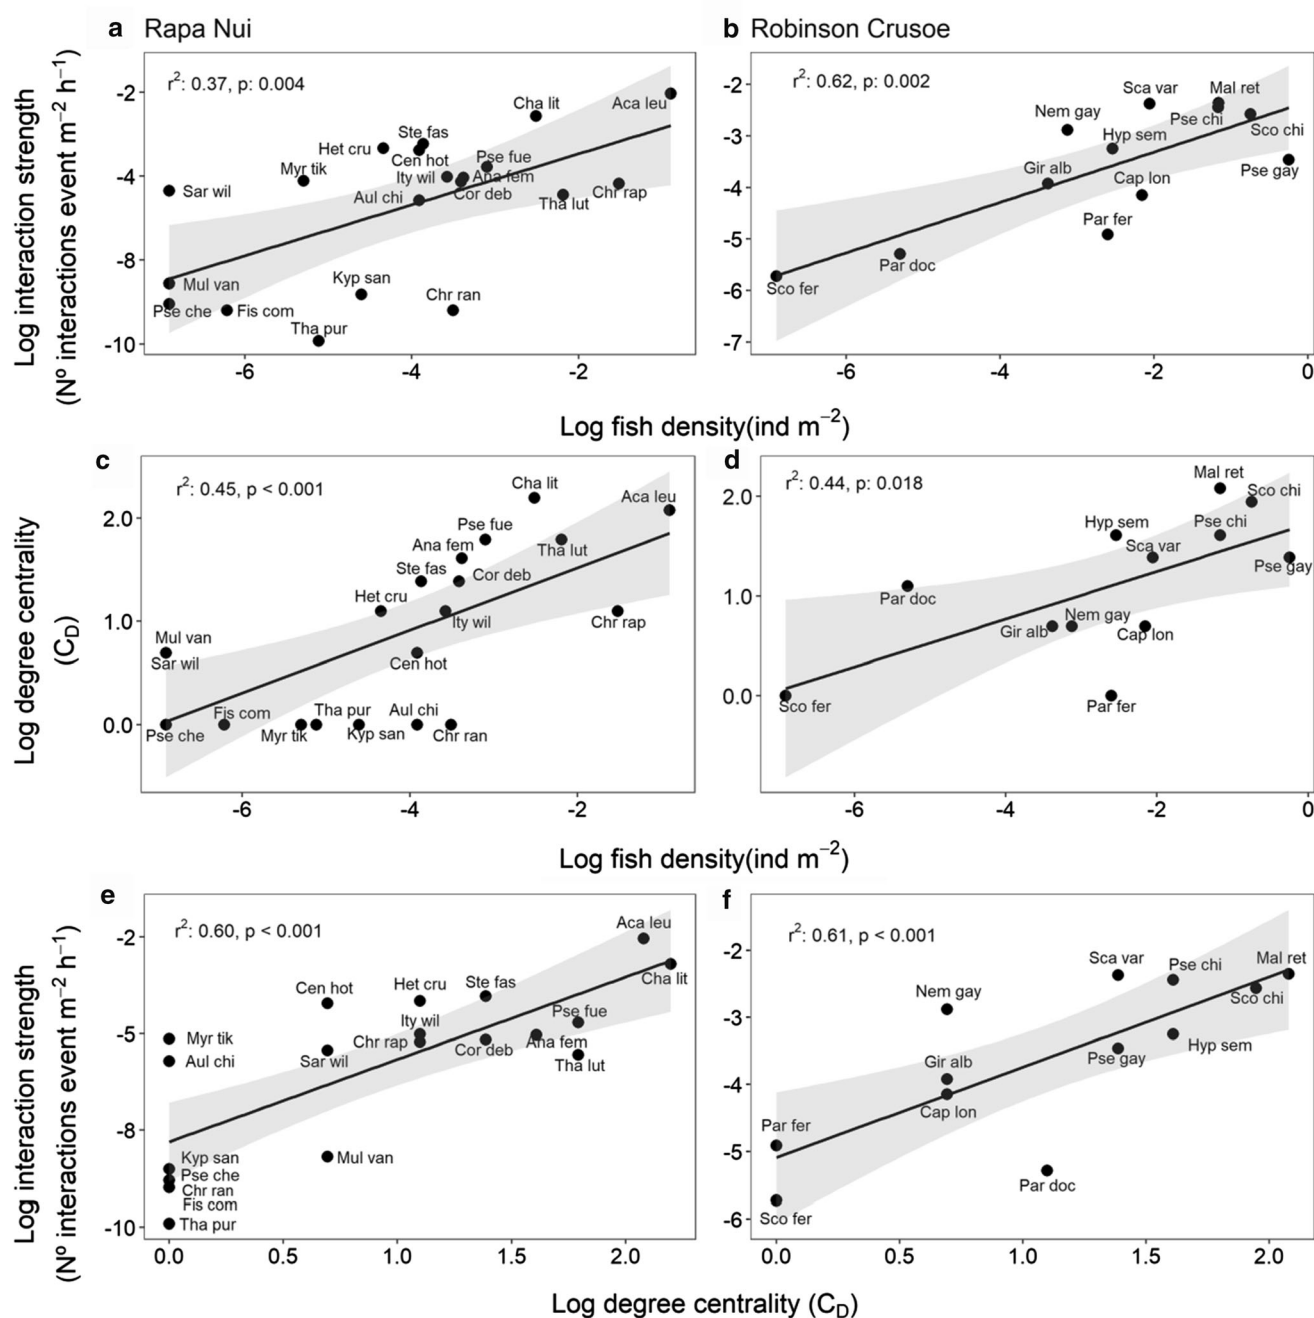 a Rapa Nui
b Robinson Crusoe
Log interaction strength
(Nº interactions event m−2 h−1)
r2: 0.37, p: 0.004
-2
-4
-8
-10
Aca leu
Cha lit
Ste fas
Het cru
Cen hot
Pse fue
Myr tik
Ity wil
Ana fem
Sar wil
Aul chi
Cor deb
Tha lut
Chr rap
Mul van
Kyp san
Chr ran
Pse che
Fis com
Tha pur
-6
-4
-2
r2: 0.62, p: 0.002
-2
-3
-4
-5
-6
-7
Sca var
Mal ret
Nem gay
Pse chi
Sco chi
Hyp sem
Gir alb
Cap lon
Pse gay
Par fer
Par doc
Sco fer
-6
-4
-2
0
Log fish density(ind m−2)
c
d
Log degree centrality
(CD)
r2: 0.45, p < 0.001
2.0
1.0
0.0
Cha lit
Aca leu
Pse fue
Ana fem
Tha lut
Ste fas
Cor deb
Het cru
Ity wil
Chr rap
Mul van
Sar wil
Cen hot
Fis com
Tha pur
Aul chi
Pse che
Myr tik
Kyp san
Chr ran
-6
-4
-2
r2: 0.44, p: 0.018
2.0
1.0
0.0
Mal ret
Sco chi
Hyp sem
Pse chi
Sca var
Pse gay
Par doc
Nem gay
Gir alb
Cap lon
Sco fer
Par fer
-6
-4
-2
0
Log fish density(ind m−2)
e
f
Log interaction strength
(Nº interactions event m−2 h−1)
r2: 0.60, p < 0.001
-2
-5
-8
-10
Aca leu
Cha lit
Cen hot
Het cru
Ste fas
Ity wil
Pse fue
Myr tik
Chr rap
Cor deb
Ana fem
Aul chi
Sar wil
Tha lut
Kyp san
Mul van
Pse che
Chr ran
Fis com
Tha pur
0.0
0.5
1.0
1.5
2.0
r2: 0.61, p < 0.001
-2
-3
-4
-5
-6
Sca var
Pse chi
Mal ret
Nem gay
Sco chi
Hyp sem
Gir alb
Pse gay
Cap lon
Par fer
Par doc
Sco fer
0.0
0.5
1.0
1.5
2.0
Log degree centrality (CD)